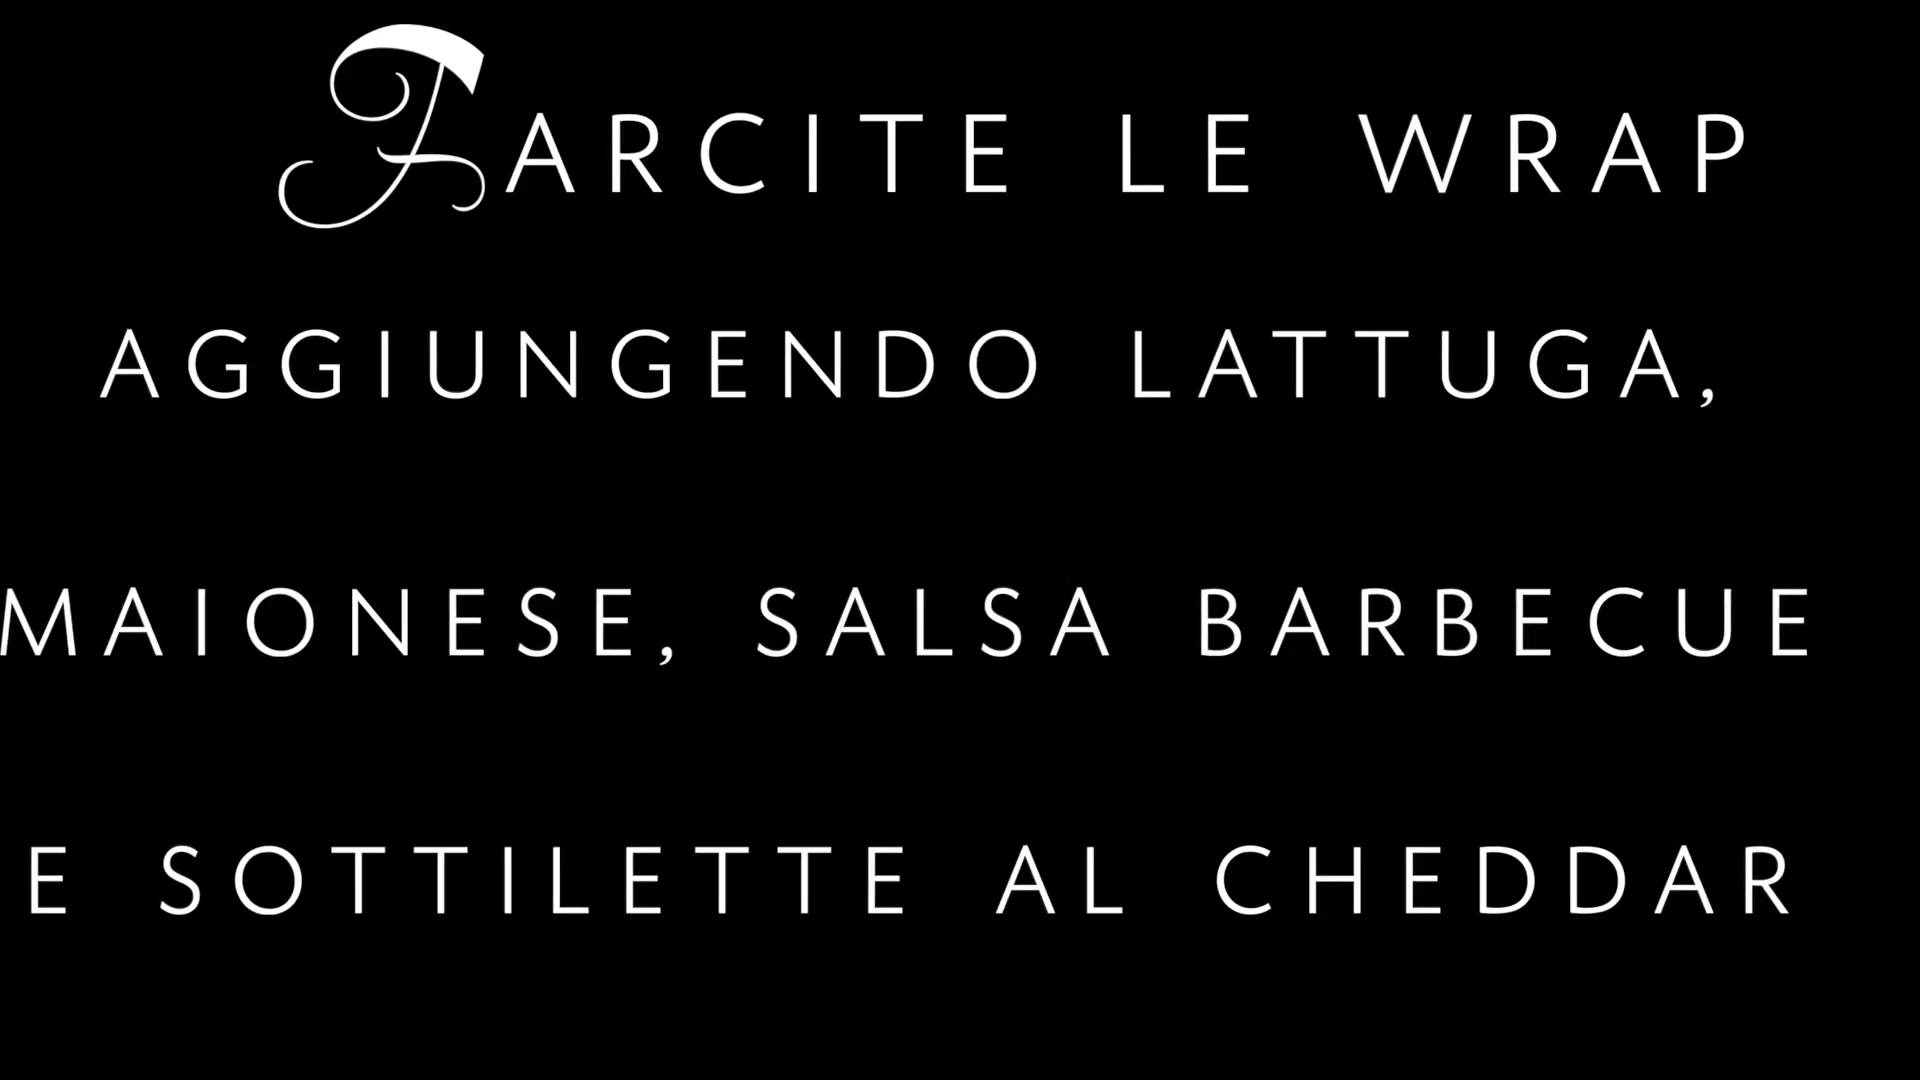 FARCITE LE WRAP
AGGIUNGENDO LATTUGA,
MAIONESE, SALSA BARBECUE
E SOTTILETTE AL CHEDDAR